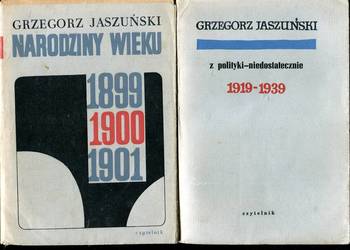 GRZEGORZ JASZUŃSKI
NARODZINY WIEKU
1899
1900
1901
czytelnik
GRZEGORZ JASZUŃSKI
z polityki-niedostatecznie
1919-1939
czytelnik